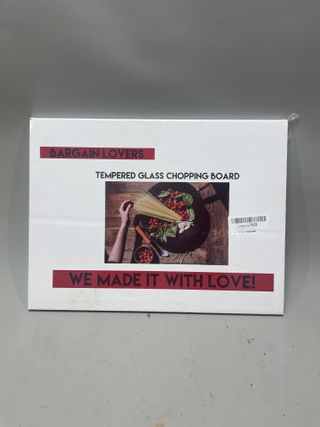 BARGAIN LOVERS
TEMPERED GLASS CHOPPING BOARD
WE MADE IT WITH LOVE!